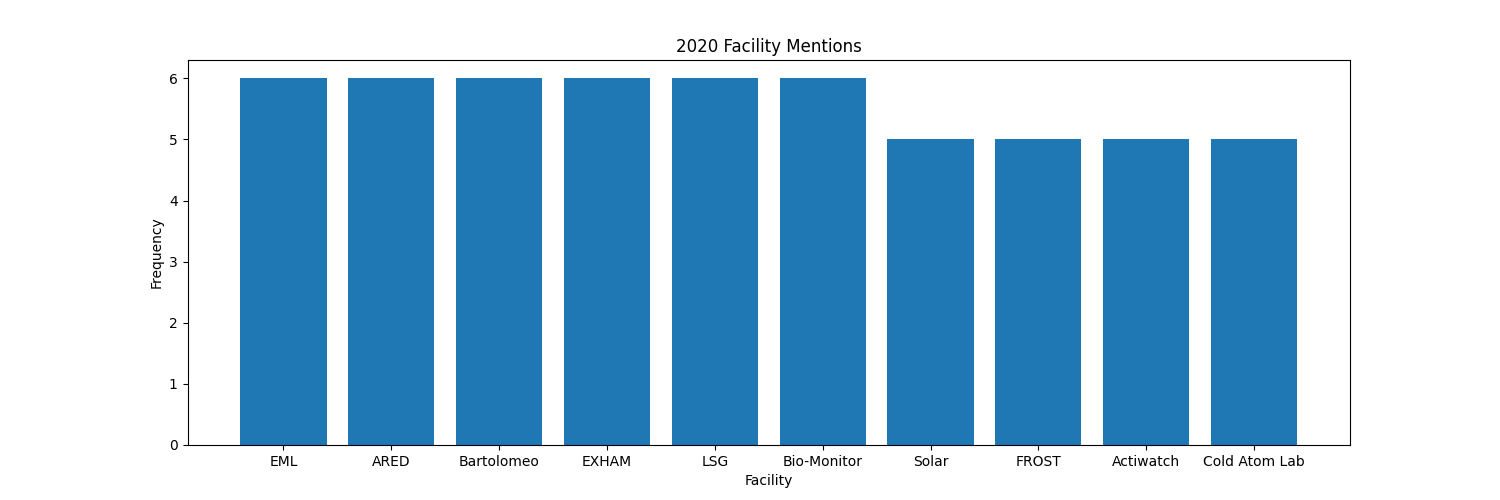 2020 Facility Mentions
6
5
4
3
2
1
0
Frequency
EML ARED Bartolomeo EXHAM LSG Bio-Monitor Solar FROST Actiwatch Cold Atom Lab
Facility